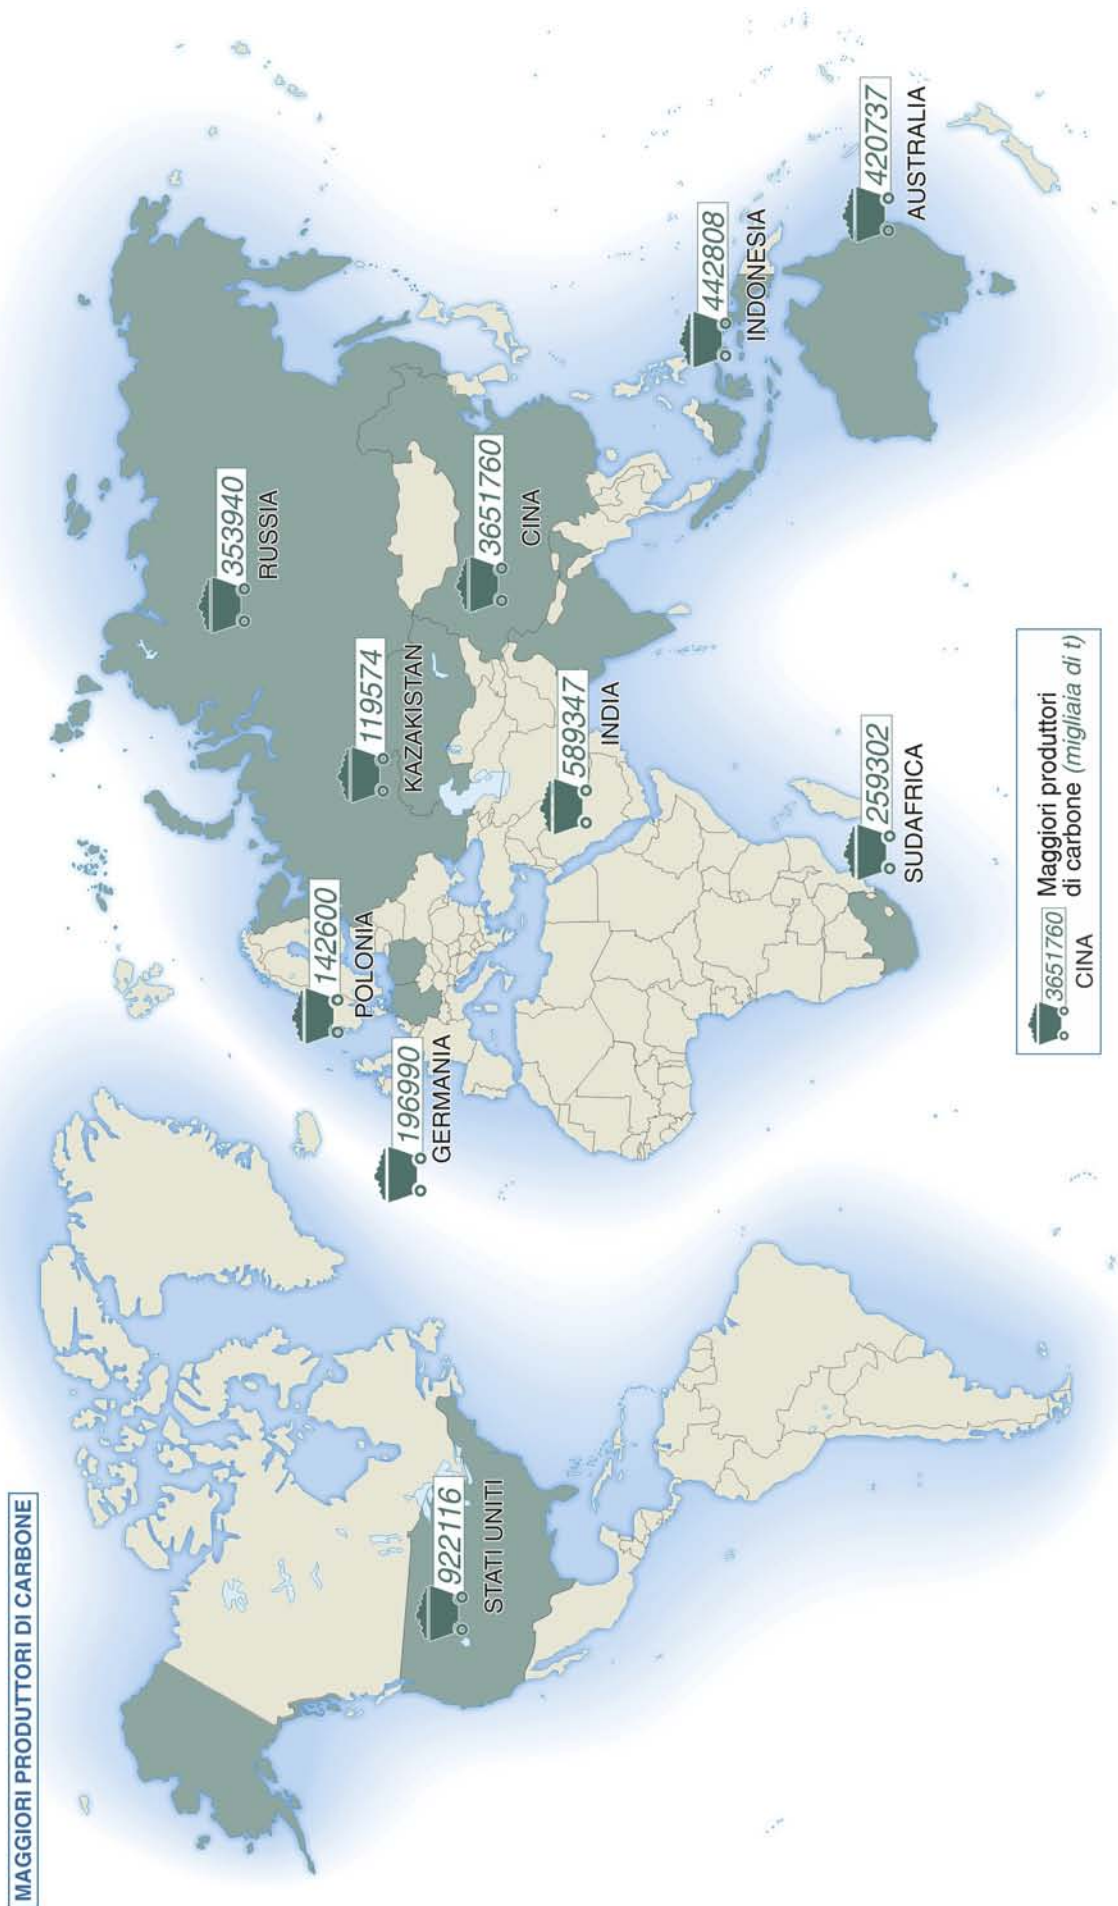 MAGGIORI PRODUTTORI DI CARBONE
353940
RUSSIA
142600
POLONIA
119574
KAZAKISTAN
196990
GERMANIA
922116
STATI UNITI
3651760
CINA
589347
INDIA
442808
INDONESIA
259302
SUDAFRICA
420737
AUSTRALIA
3651760
CINA
Maggiori produttori
di carbone (migliaia di t)